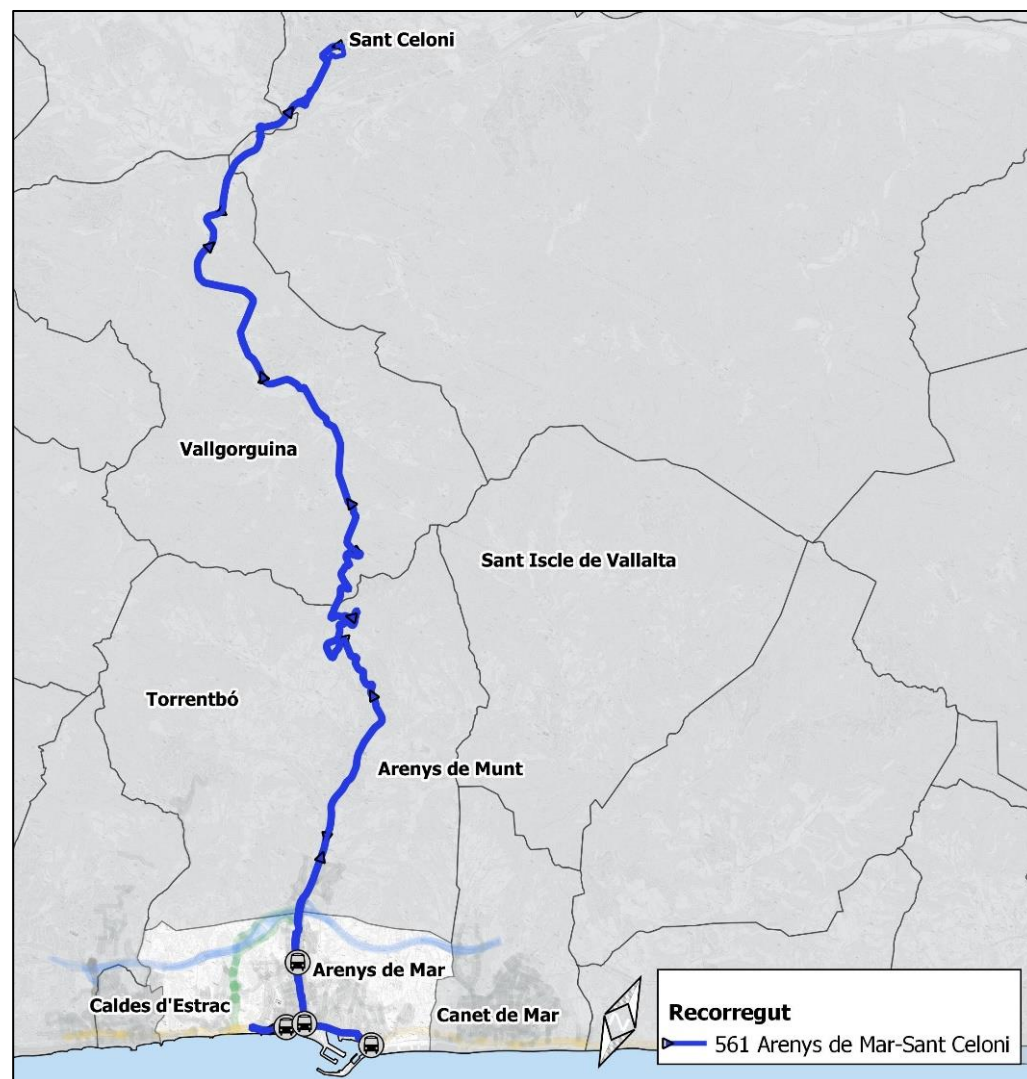 Sant Celoni
Vallgorguina
Sant Iscle de Vallalta
Torrentbó
Arenys de Munt
Arenys de Mar
Caldes d'Estrac
Canet de Mar
Recorregut
561 Arenys de Mar-Sant Celoni